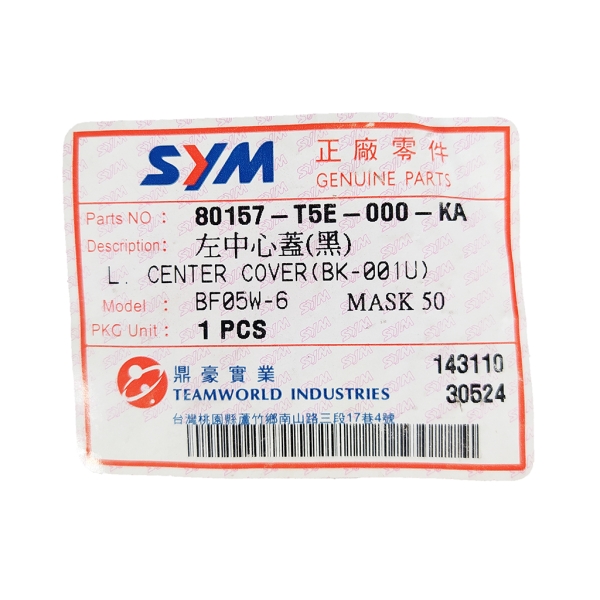 SYM 正廠零件
GENUINE PARTS
Parts NO : 80157-T5E-000-KA
Description: 左中心蓋(黑)
L. CENTER COVER(BK-001U)
Model : BF05W-6 MASK 50
PKG Unit : 1 PCS
鼎豪實業 143110
TEAMWORLD INDUSTRIES 30524
台灣桃園縣蘆竹鄉南山路三段17巷4號